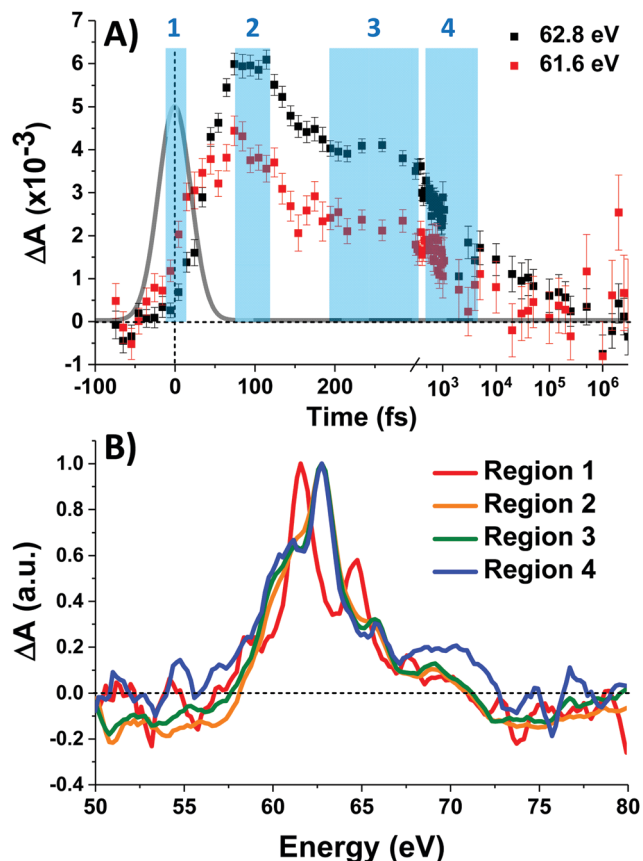 A)
1 2 3 4
62.8 eV
61.6 eV
ΔA (x10⁻³)
7
6
5
4
3
2
1
0
-1
-100 0 100 200 10³ 10⁴ 10⁵ 10⁶
Time (fs)
B)
Region 1
Region 2
Region 3
Region 4
ΔA (a.u.)
1.0
0.8
0.6
0.4
0.2
0.0
-0.2
-0.4
50 55 60 65 70 75 80
Energy (eV)